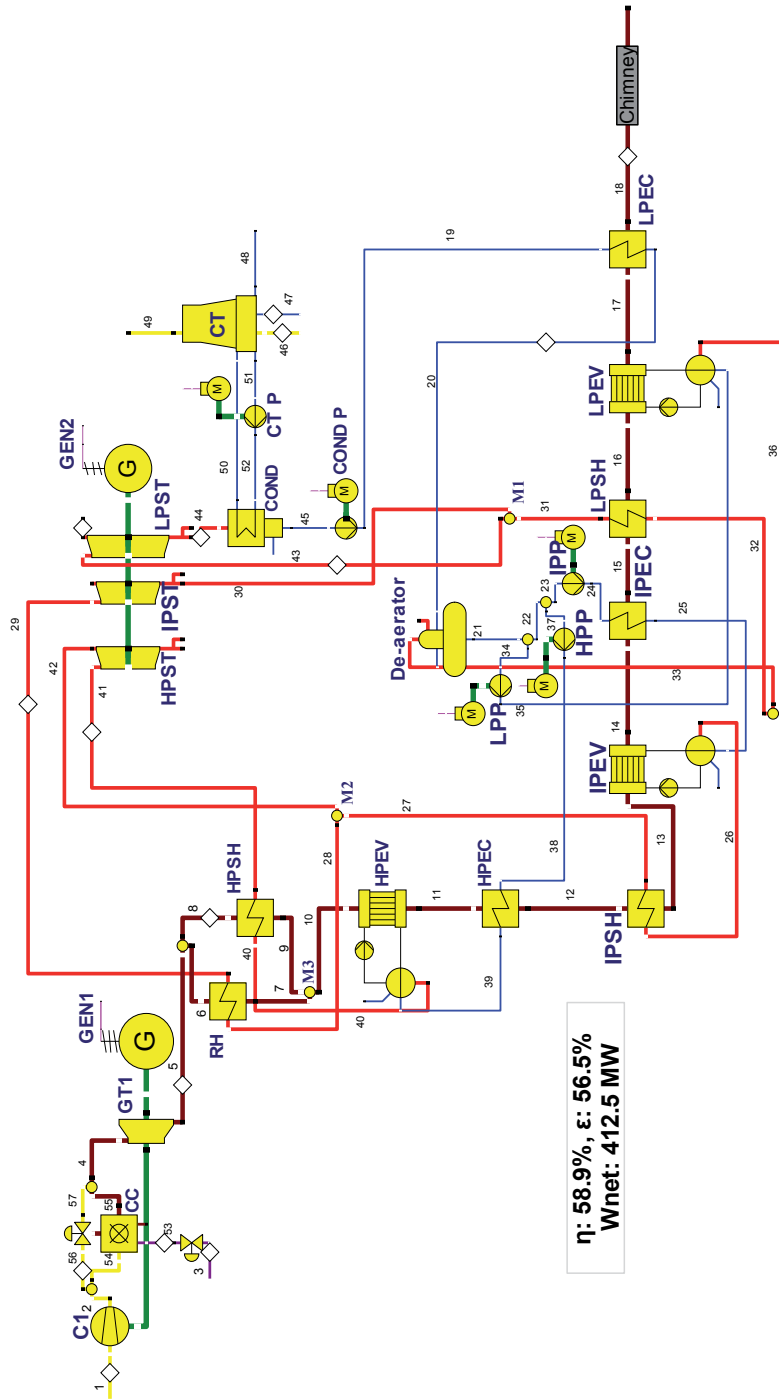 GEN1
GEN2
G
G
GT1
C1
2
1
CC
3
4
5
53
54
55
56
57
6
7
8
9
10
RH
HPSH
M3
M2
40
40
HPEV
11
HPEC
12
39
38
IPSH
13
26
27
28
29
42
41
HPST
IPST
LPST
30
44
43
COND
45
COND P
M
50
52
51
CT P
M
CT
49
48
47
46
19
M1
31
De-aerator
20
21
22
23
34
35
37
24
LPP
M
HPP
M
IPP
M
33
32
25
36
IPEV
14
IPEC
15
LPSH
16
LPEV
17
LPEC
18
Chimney
η: 58.9%, ε: 56.5%
Wnet: 412.5 MW